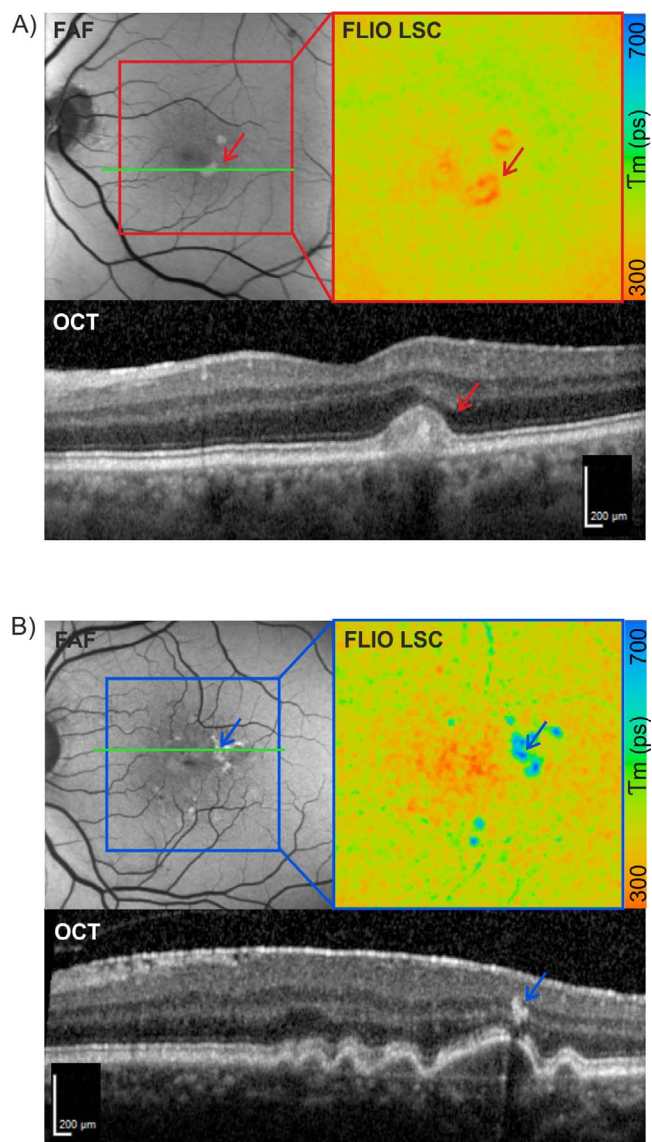 A)
FAF
FLIO LSC
700
Tm (ps)
300
OCT
200 µm
B)
FAF
FLIO LSC
700
Tm (ps)
300
OCT
200 µm